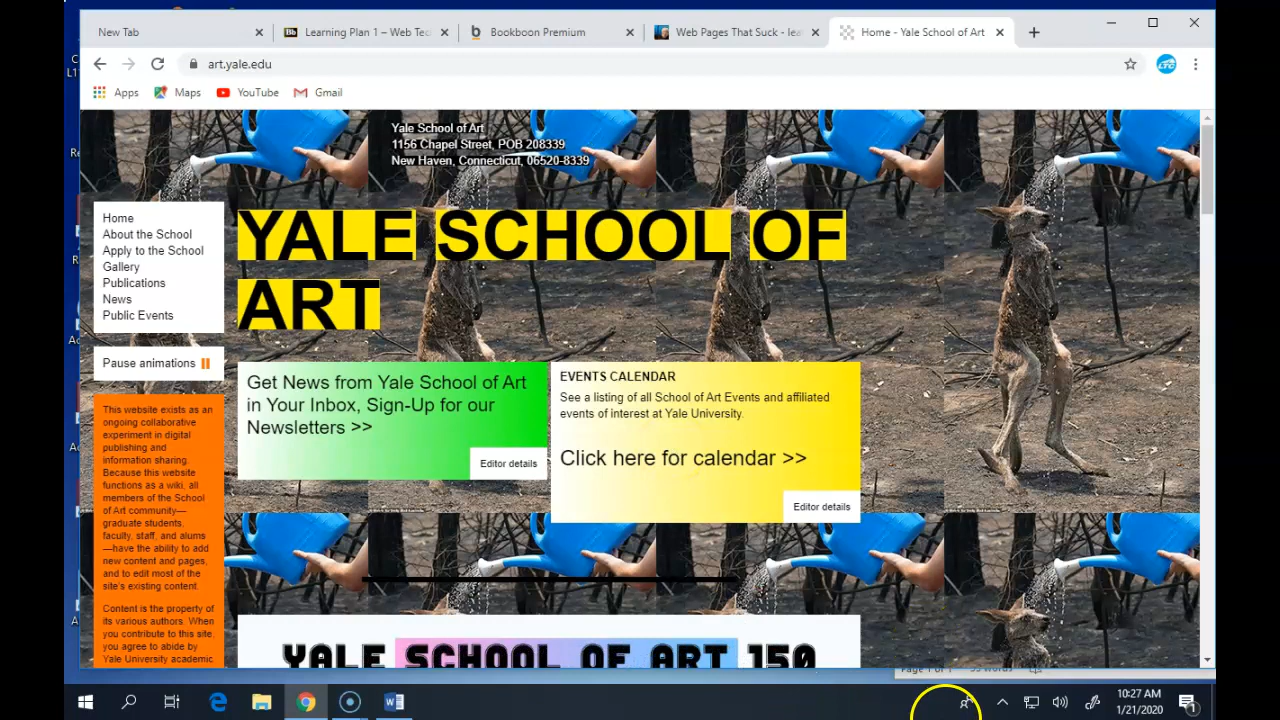 New Tab
Learning Plan 1 – Web Tec
Bookboon Premium
Web Pages That Suck - lea
Home - Yale School of Art
art.yale.edu
Apps
Maps
YouTube
Gmail
Yale School of Art
1156 Chapel Street, POB 208339
New Haven, Connecticut, 06520-8339
Home
About the School
Apply to the School
Gallery
Publications
News
Public Events
YALE SCHOOL OF
ART
Pause animations
Get News from Yale School of Art
in Your Inbox, Sign-Up for our
Newsletters >>
Editor details
EVENTS CALENDAR
See a listing of all School of Art Events and affiliated
events of interest at Yale University.
Click here for calendar >>
Editor details
This website exists as an
ongoing collaborative
experiment in digital
publishing and
information sharing.
Because this website
functions as a wiki, all
members of the School
of Art community—
graduate students,
faculty, staff, and alums
—have the ability to add
new content and pages,
and to edit most of the
site's existing content.
Content is the property of
its various authors. When
you contribute to this site,
you agree to abide by
Yale University academic
YALE SCHOOL OF ART 150
10:27 AM
1/21/2020